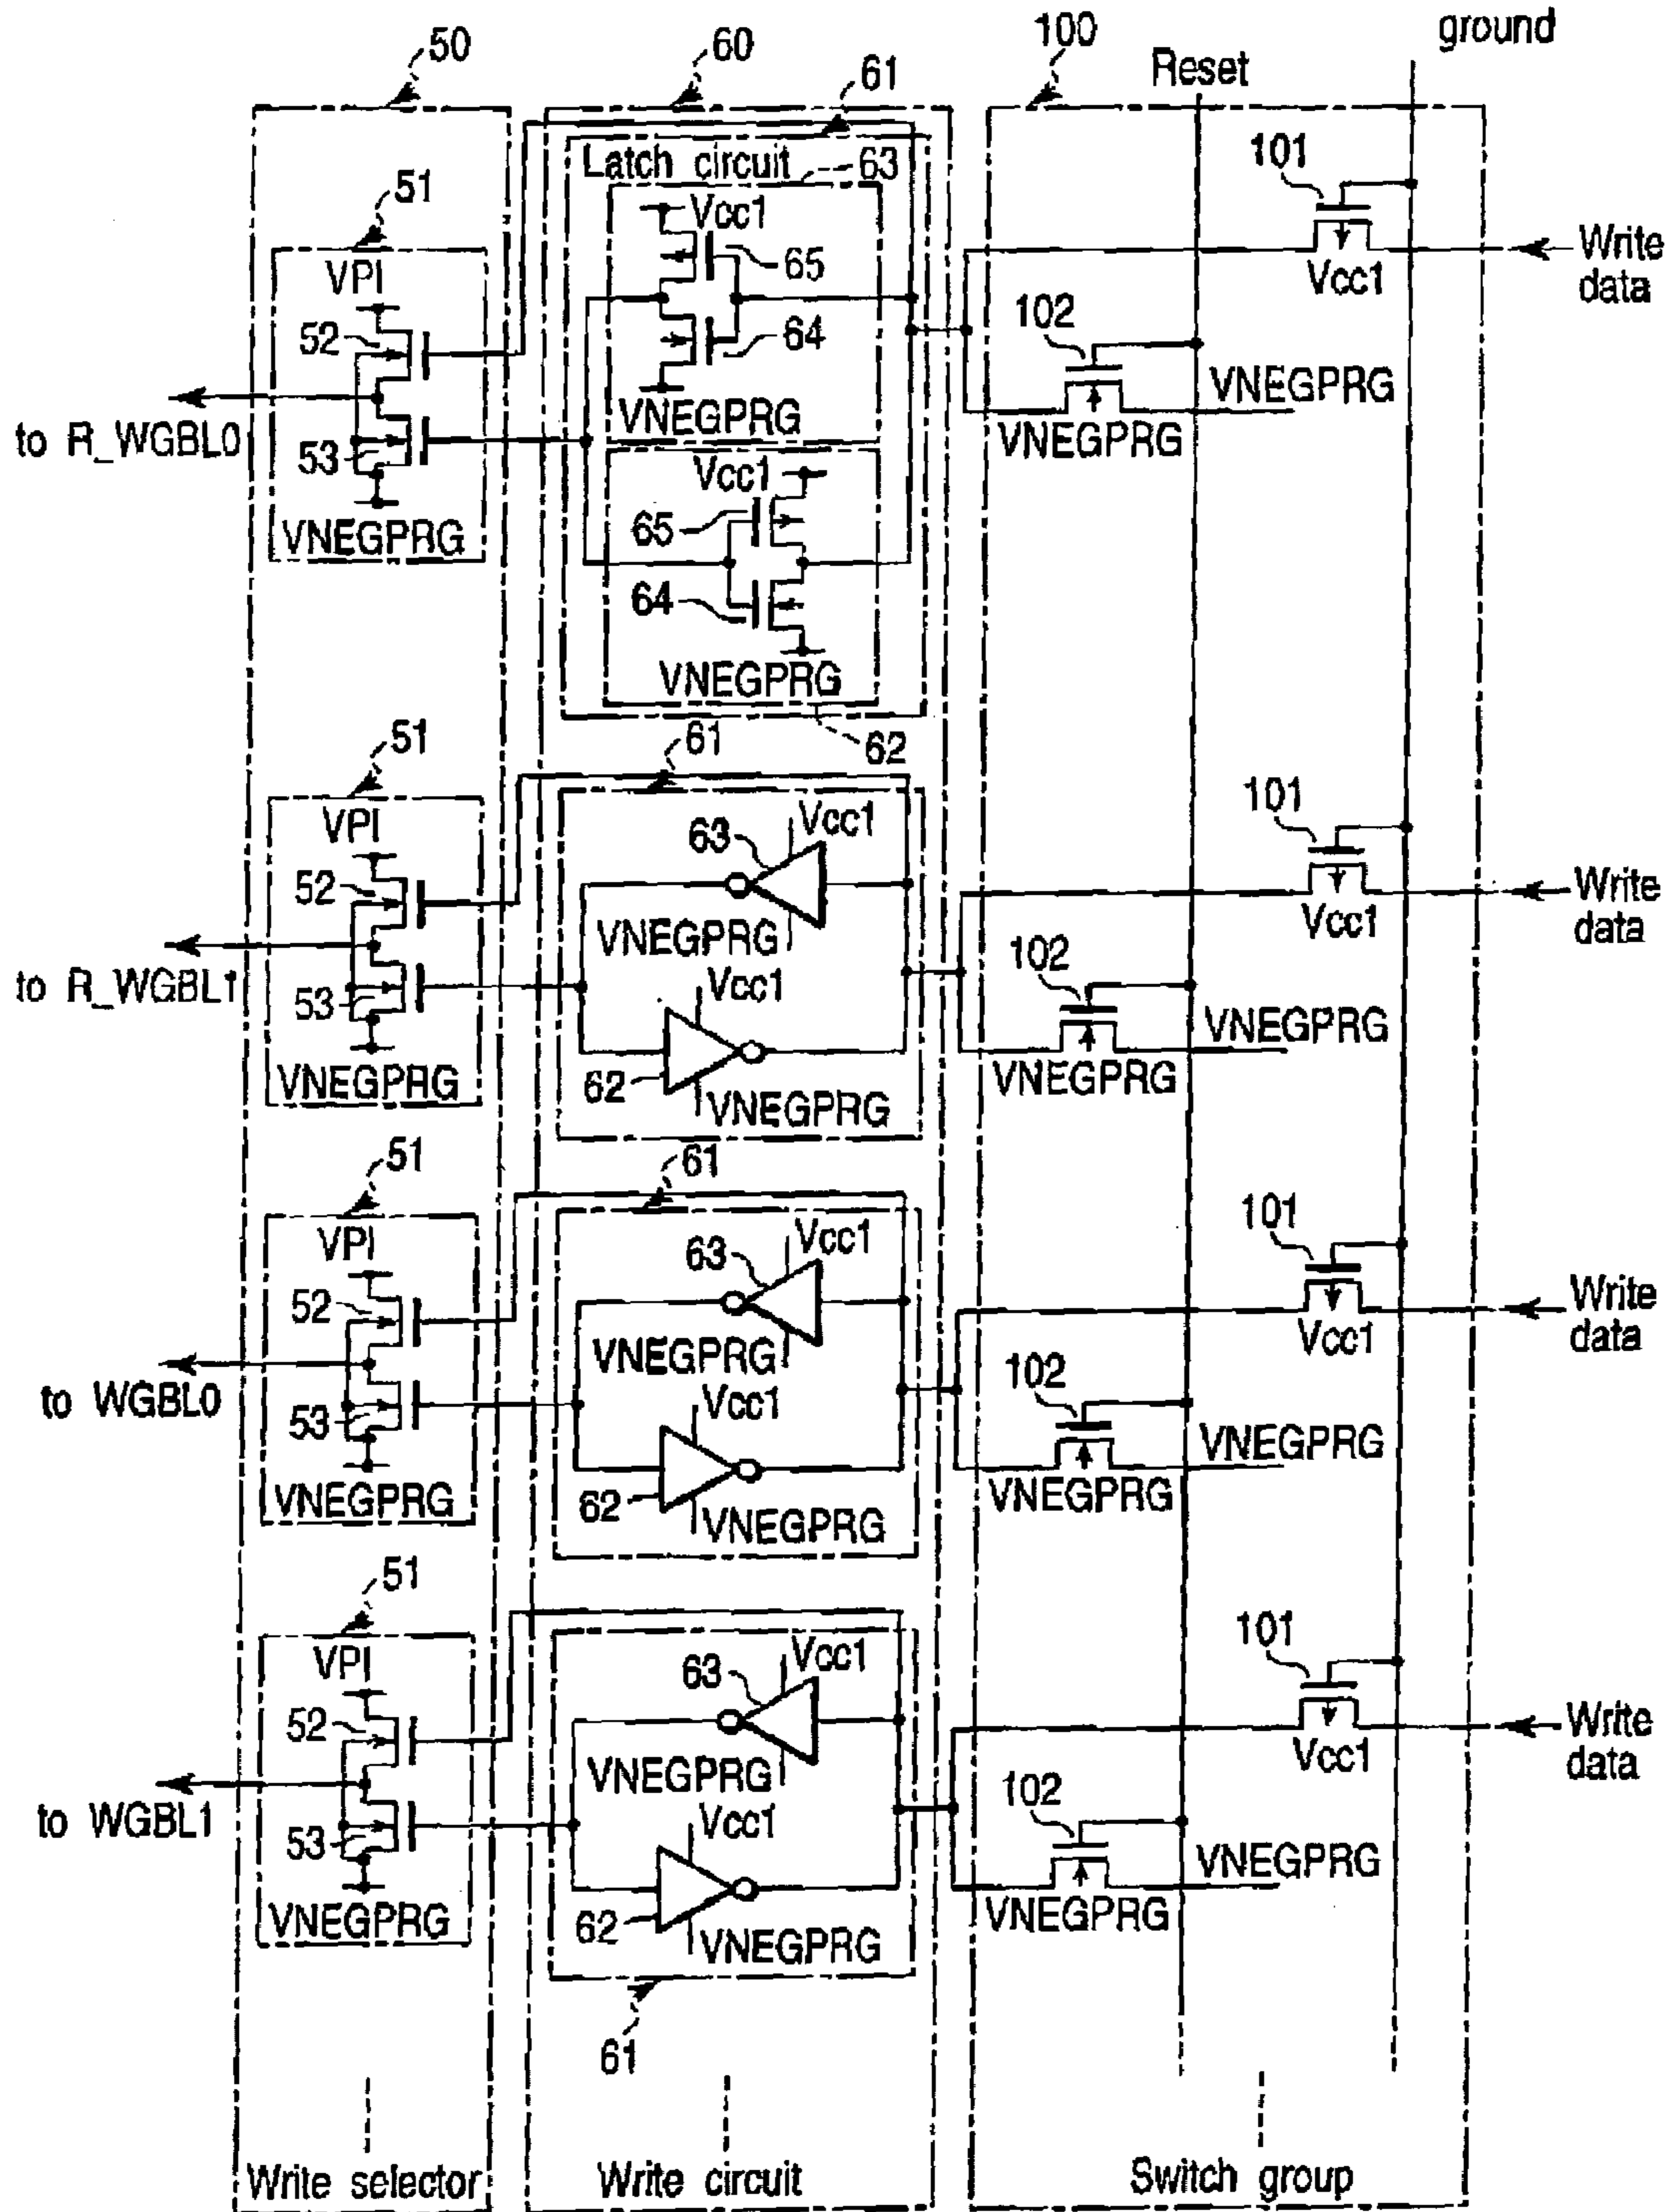 50
60
100
ground
Reset
61
Latch circuit
63
101
51
Vcc1
VPI
65
Write
data
Vcc1
52
102
64
VNEGPRG
VNEGPRG
VNEGPRG
to R_WGBL0
53
Vcc1
VNEGPRG
65
64
VNEGPRG
62
51
61
101
VPI
Vcc1
63
52
Write
data
Vcc1
VNEGPRG
102
to R_WGBL1
53
Vcc1
VNEGPRG
VNEGPRG
VNEGPRG
62
VNEGPRG
51
61
101
VPI
Vcc1
63
52
Write
data
Vcc1
VNEGPRG
102
to WGBL0
53
Vcc1
VNEGPRG
VNEGPRG
VNEGPRG
62
VNEGPRG
51
101
VPI
Vcc1
63
52
Write
data
Vcc1
VNEGPRG
102
to WGBL1
53
Vcc1
VNEGPRG
VNEGPRG
VNEGPRG
62
VNEGPRG
61
Write selector
Write circuit
Switch group